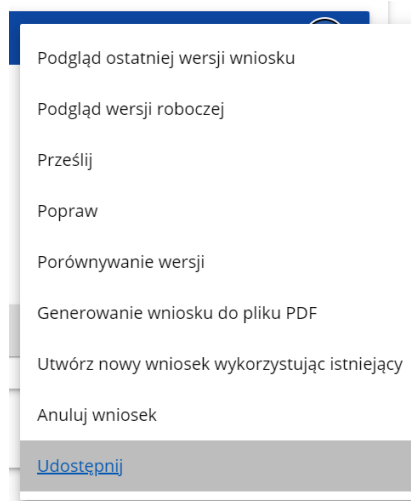 Podgląd ostatniej wersji wniosku
Podgląd wersji roboczej
Prześlij
Popraw
Porównywanie wersji
Generowanie wniosku do pliku PDF
Utwórz nowy wniosek wykorzystując istniejący
Anuluj wniosek
Udostępnij